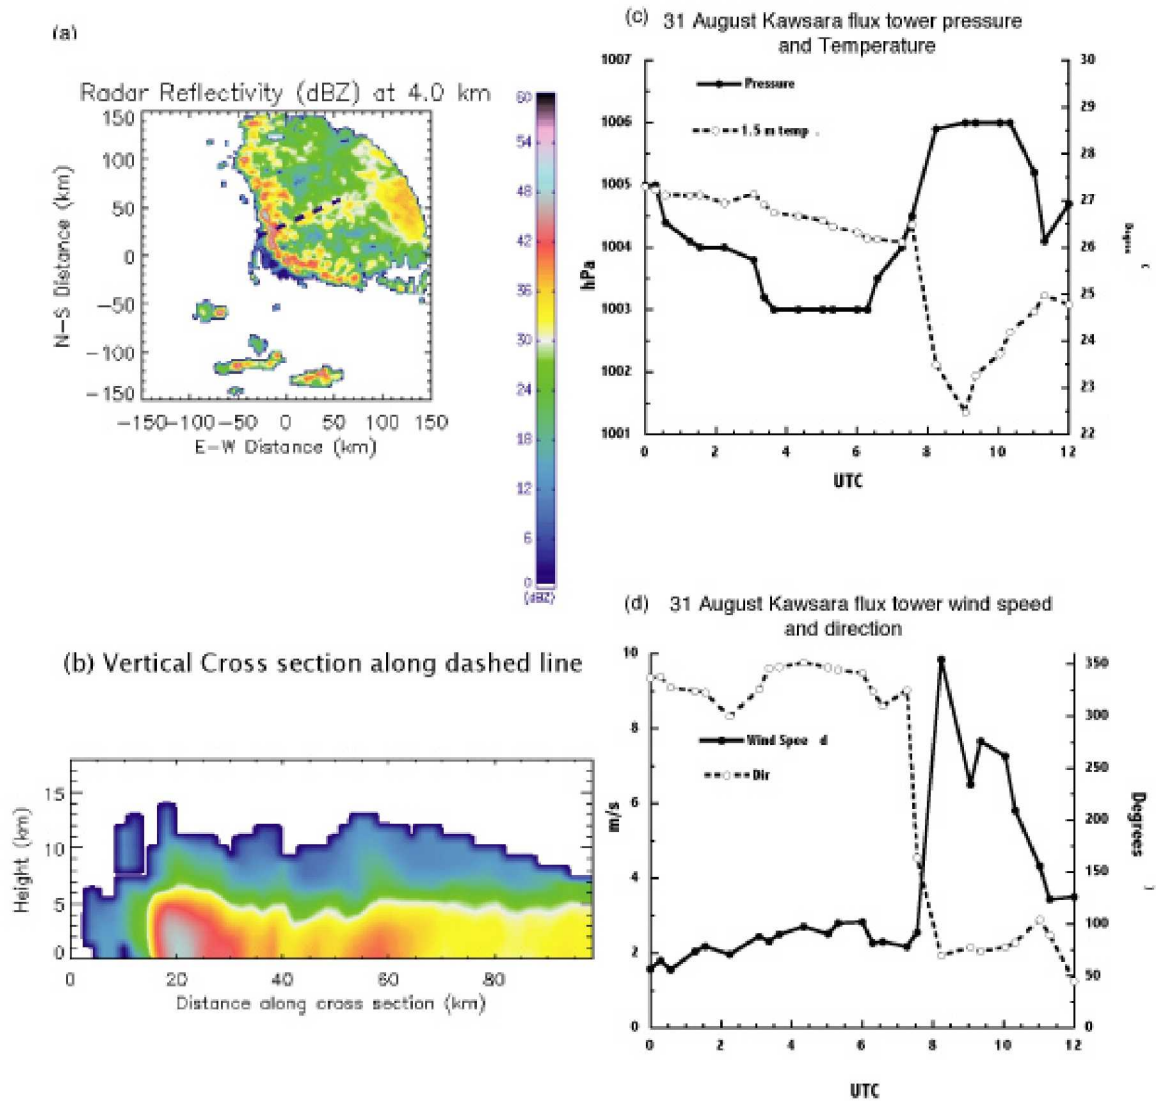 (a)
Radar Reflectivity (dBZ) at 4.0 km
150
100
50
0
−50
−100
−150
N−S Distance (km)
−150−100−50 0 50 100 150
E−W Distance (km)
60
54
48
42
36
30
24
18
12
6
0
(dBZ)
(b) Vertical Cross section along dashed line
15
10
5
0
Height (km)
0 20 40 60 80
Distance along cross section (km)
(c) 31 August Kawsara flux tower pressure
and Temperature
1007
1006
1005
1004
1003
1002
1001
hPa
Pressure
1.5 m temp .
30
29
28
27
26
25
24
23
22
C
0 2 4 6 8 10 12
UTC
(d) 31 August Kawsara flux tower wind speed
and direction
10
8
6
4
2
0
m/s
Wind Spee d
Dir
350
300
250
200
150
100
50
0
Degrees )
0 2 4 6 8 10 12
UTC